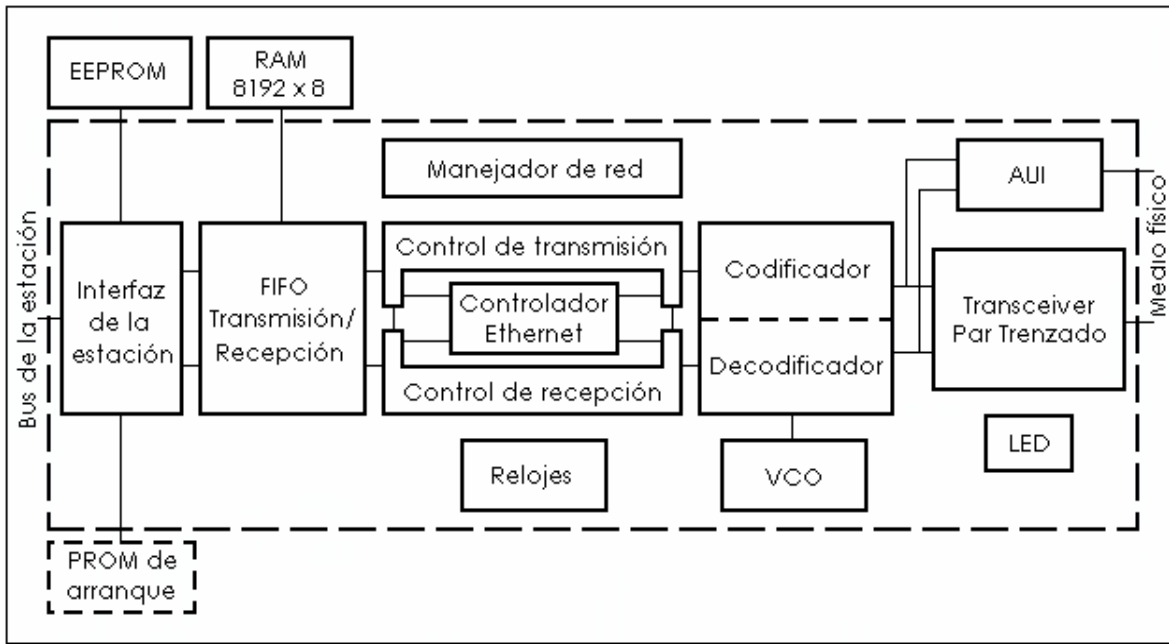 EEPROM
RAM
8192 x 8
Manejador de red
AUI
Bus de la estación
Medio físico
Interfaz
de la
estación
FIFO
Transmisión/
Recepción
Control de transmisión
Controlador
Ethernet
Control de recepción
Codificador
Decodificador
Transceiver
Par Trenzado
Relojes
VCO
LED
PROM de
arranque